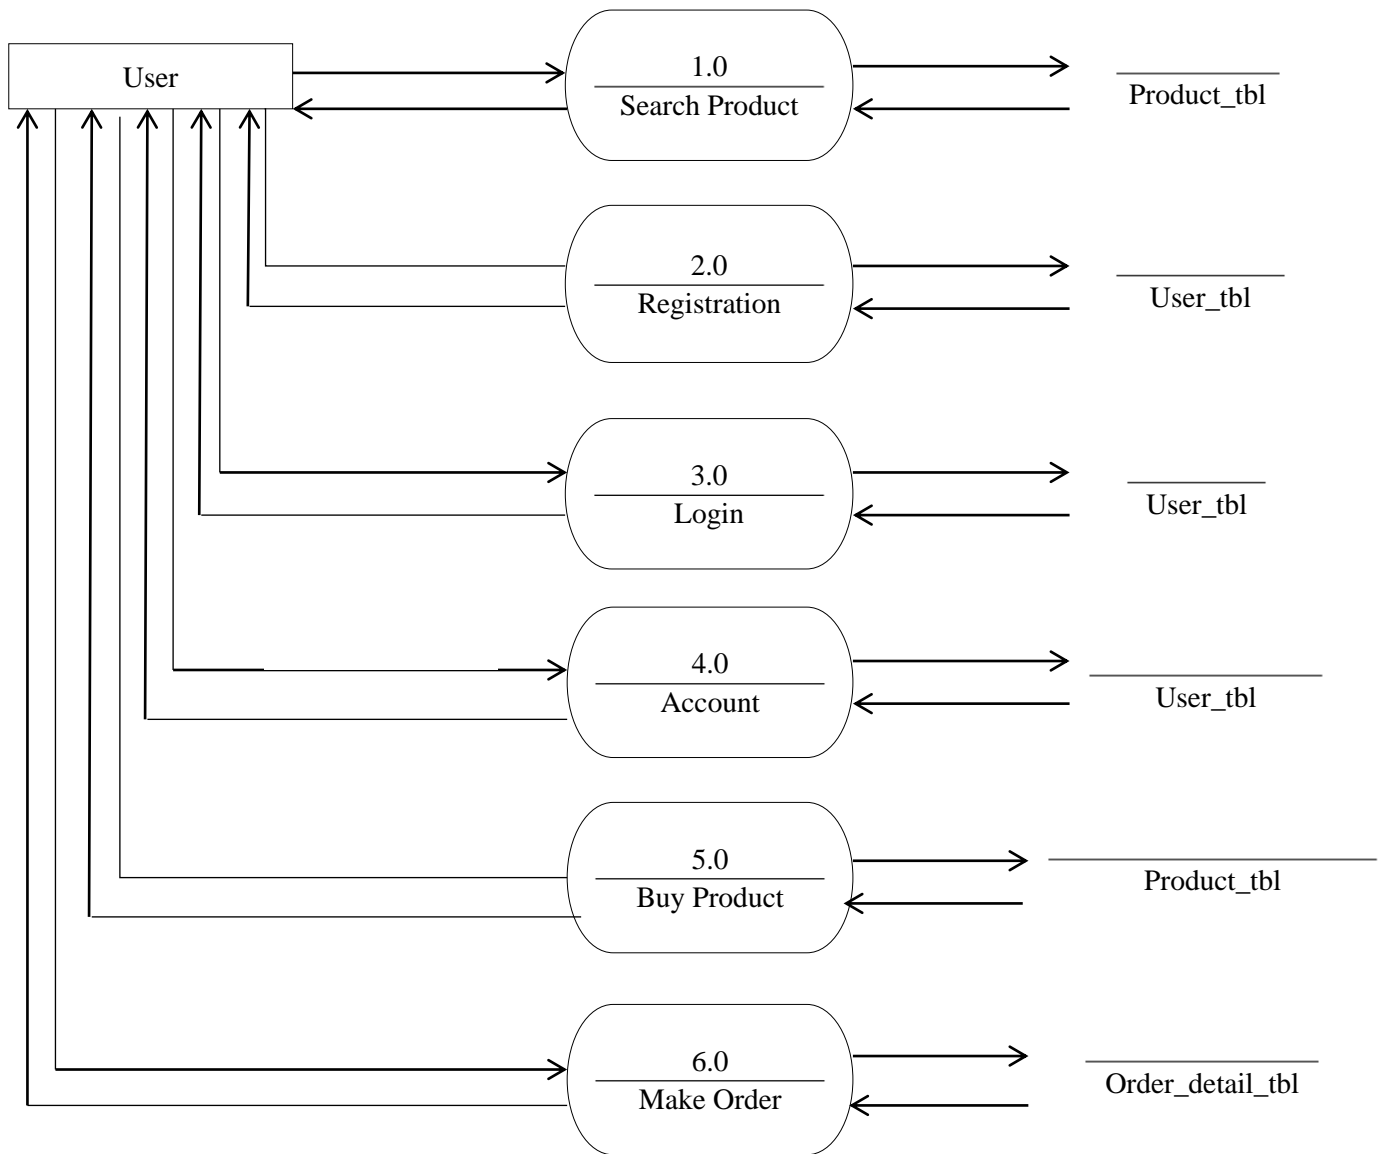 User
1.0
Search Product
Product_tbl
2.0
Registration
User_tbl
3.0
Login
User_tbl
4.0
Account
User_tbl
5.0
Buy Product
Product_tbl
6.0
Make Order
Order_detail_tbl